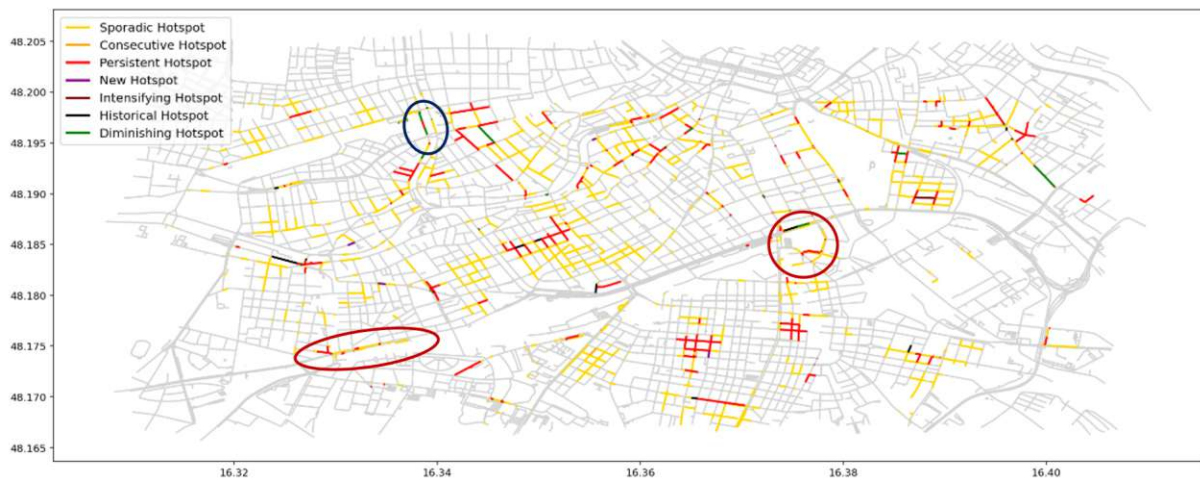 Sporadic Hotspot
Consecutive Hotspot
Persistent Hotspot
New Hotspot
Intensifying Hotspot
Historical Hotspot
Diminishing Hotspot
48.205
48.200
48.195
48.190
48.185
48.180
48.175
48.170
48.165
16.32 16.34 16.36 16.38 16.40